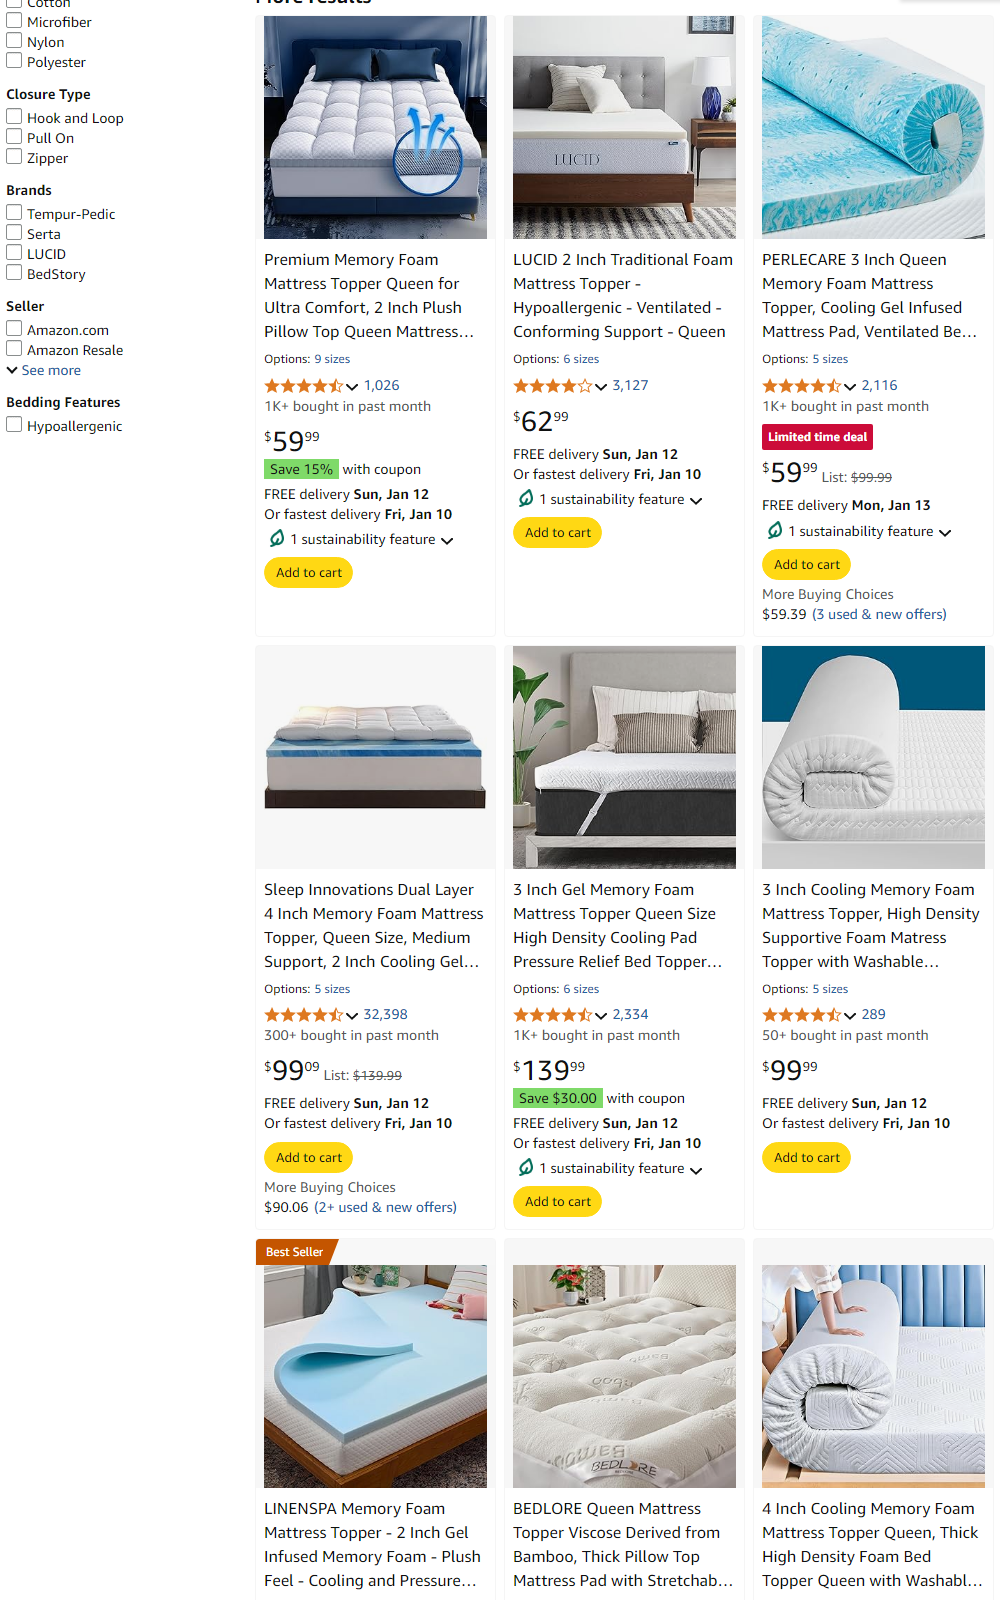 More results
Cotton
Microfiber
Nylon
Polyester
Closure Type
Hook and Loop
Pull On
Zipper
Brands
Tempur-Pedic
Serta
LUCID
BedStory
Seller
Amazon.com
Amazon Resale
See more
Bedding Features
Hypoallergenic
Premium Memory Foam
Mattress Topper Queen for
Ultra Comfort, 2 Inch Plush
Pillow Top Queen Mattress...
Options: 9 sizes
1,026
1K+ bought in past month
$59.99
Save 15% with coupon
FREE delivery Sun, Jan 12
Or fastest delivery Fri, Jan 10
1 sustainability feature
Add to cart
LUCID
LUCID 2 Inch Traditional Foam
Mattress Topper -
Hypoallergenic - Ventilated -
Conforming Support - Queen
Options: 6 sizes
3,127
$62.99
FREE delivery Sun, Jan 12
Or fastest delivery Fri, Jan 10
1 sustainability feature
Add to cart
PERLECARE 3 Inch Queen
Memory Foam Mattress
Topper, Cooling Gel Infused
Mattress Pad, Ventilated Be...
Options: 5 sizes
2,116
1K+ bought in past month
Limited time deal
$59.99 List: $99.99
FREE delivery Mon, Jan 13
1 sustainability feature
Add to cart
More Buying Choices
$59.39 (3 used & new offers)
Sleep Innovations Dual Layer
4 Inch Memory Foam Mattress
Topper, Queen Size, Medium
Support, 2 Inch Cooling Gel...
Options: 5 sizes
32,398
300+ bought in past month
$99.09 List: $139.99
FREE delivery Sun, Jan 12
Or fastest delivery Fri, Jan 10
Add to cart
More Buying Choices
$90.06 (2+ used & new offers)
3 Inch Gel Memory Foam
Mattress Topper Queen Size
High Density Cooling Pad
Pressure Relief Bed Topper...
Options: 6 sizes
2,334
1K+ bought in past month
$139.99
Save $30.00 with coupon
FREE delivery Sun, Jan 12
Or fastest delivery Fri, Jan 10
1 sustainability feature
Add to cart
3 Inch Cooling Memory Foam
Mattress Topper, High Density
Supportive Foam Matress
Topper with Washable...
Options: 5 sizes
289
50+ bought in past month
$99.99
FREE delivery Sun, Jan 12
Or fastest delivery Fri, Jan 10
Add to cart
Best Seller
LINENSPA Memory Foam
Mattress Topper - 2 Inch Gel
Infused Memory Foam - Plush
Feel - Cooling and Pressure...
BEDLORE
BEDLORE Queen Mattress
Topper Viscose Derived from
Bamboo, Thick Pillow Top
Mattress Pad with Stretchab...
4 Inch Cooling Memory Foam
Mattress Topper Queen, Thick
High Density Foam Bed
Topper Queen with Washabl...